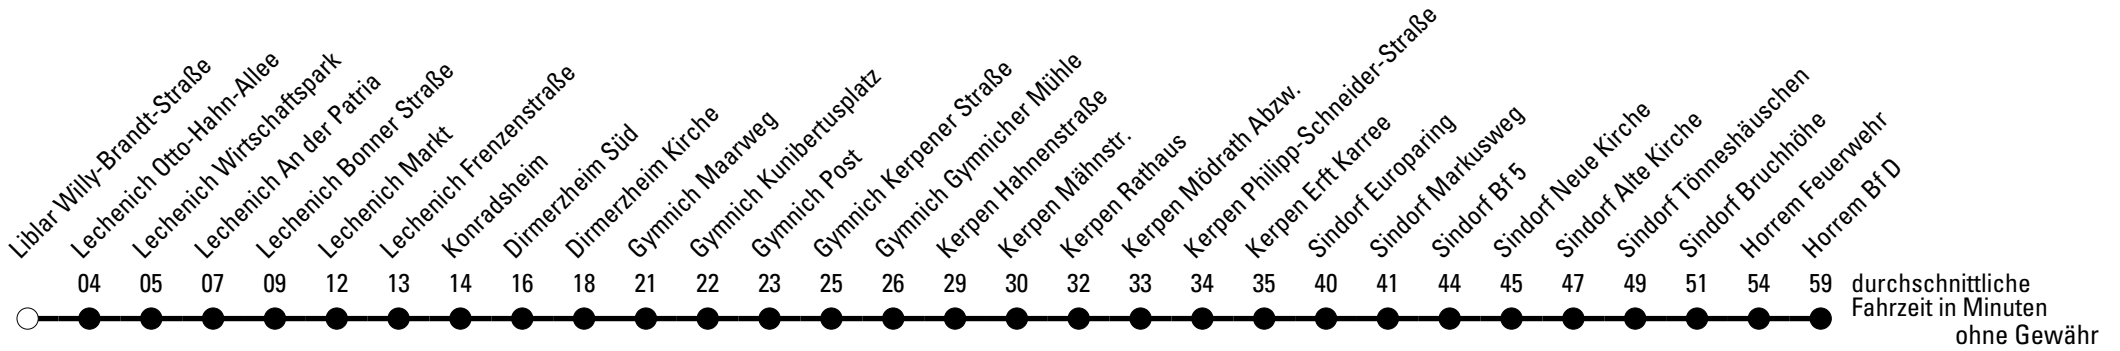 Liblar Willy-Brandt-Straße
Lechenich Otto-Hahn-Allee
Lechenich Wirtschaftspark
Lechenich An der Patria
Lechenich Bonner Straße
Lechenich Markt
Lechenich Frenzenstraße
Konradsheim
Dirmerzheim Süd
Dirmerzheim Kirche
Gymnich Maarweg
Gymnich Kunibertusplatz
Gymnich Post
Gymnich Kerpener Straße
Gymnich Gymnicher Mühle
Kerpen Hahnenstraße
Kerpen Mähnstr.
Kerpen Rathaus
Kerpen Mödrath Abzw.
Kerpen Philipp-Schneider-Straße
Kerpen Erft Karree
Sindorf Europaring
Sindorf Markusweg
Sindorf Bf 5
Sindorf Neue Kirche
Sindorf Alte Kirche
Sindorf Tönneshäuschen
Sindorf Bruchhöhe
Horrem Feuerwehr
Horrem Bf D
04 05 07 09 12 13 14 16 18 21 22 23 25 26 29 30 32 33 34 35 40 41 44 45 47 49 51 54 59 durchschnittliche
Fahrzeit in Minuten
ohne Gewähr